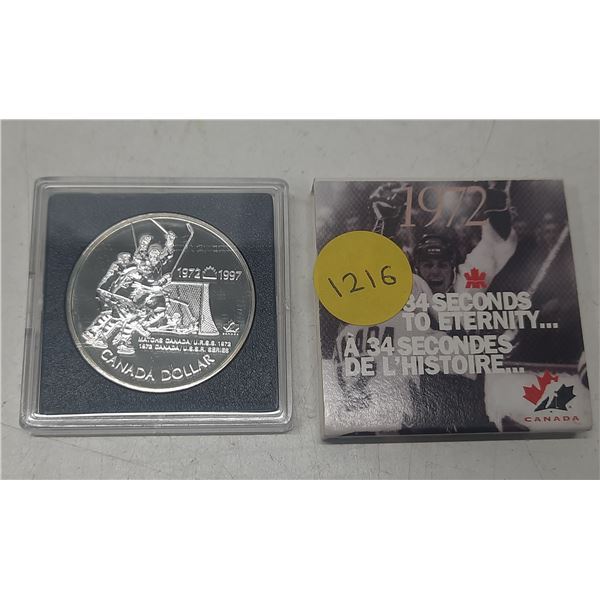 1972 1997
MATCHS CANADA/U.R.S.S. 1972
1972 CANADA/U.S.S.R. SERIES
CANADA DOLLAR
1972
1216
34 SECONDS
TO ETERNITY...
À 34 SECONDES
DE L'HISTOIRE...
CANADA